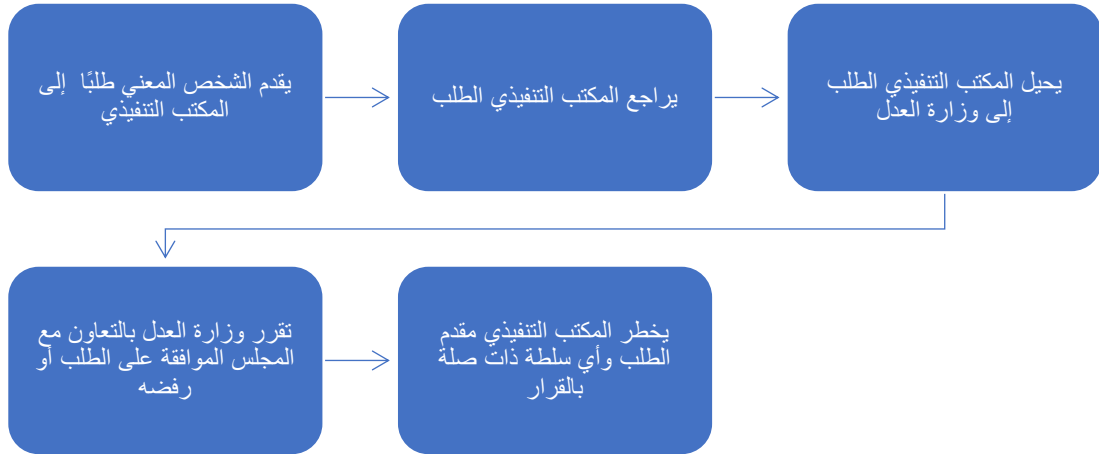 يقدم الشخص المعني طلبًا إلى
المكتب التنفيذي
يراجع المكتب التنفيذي الطلب
يحيل المكتب التنفيذي الطلب
إلى وزارة العدل
تقرر وزارة العدل بالتعاون مع
المجلس الموافقة على الطلب أو
رفضه
يخطر المكتب التنفيذي مقدم
الطلب وأي سلطة ذات صلة
بالقرار